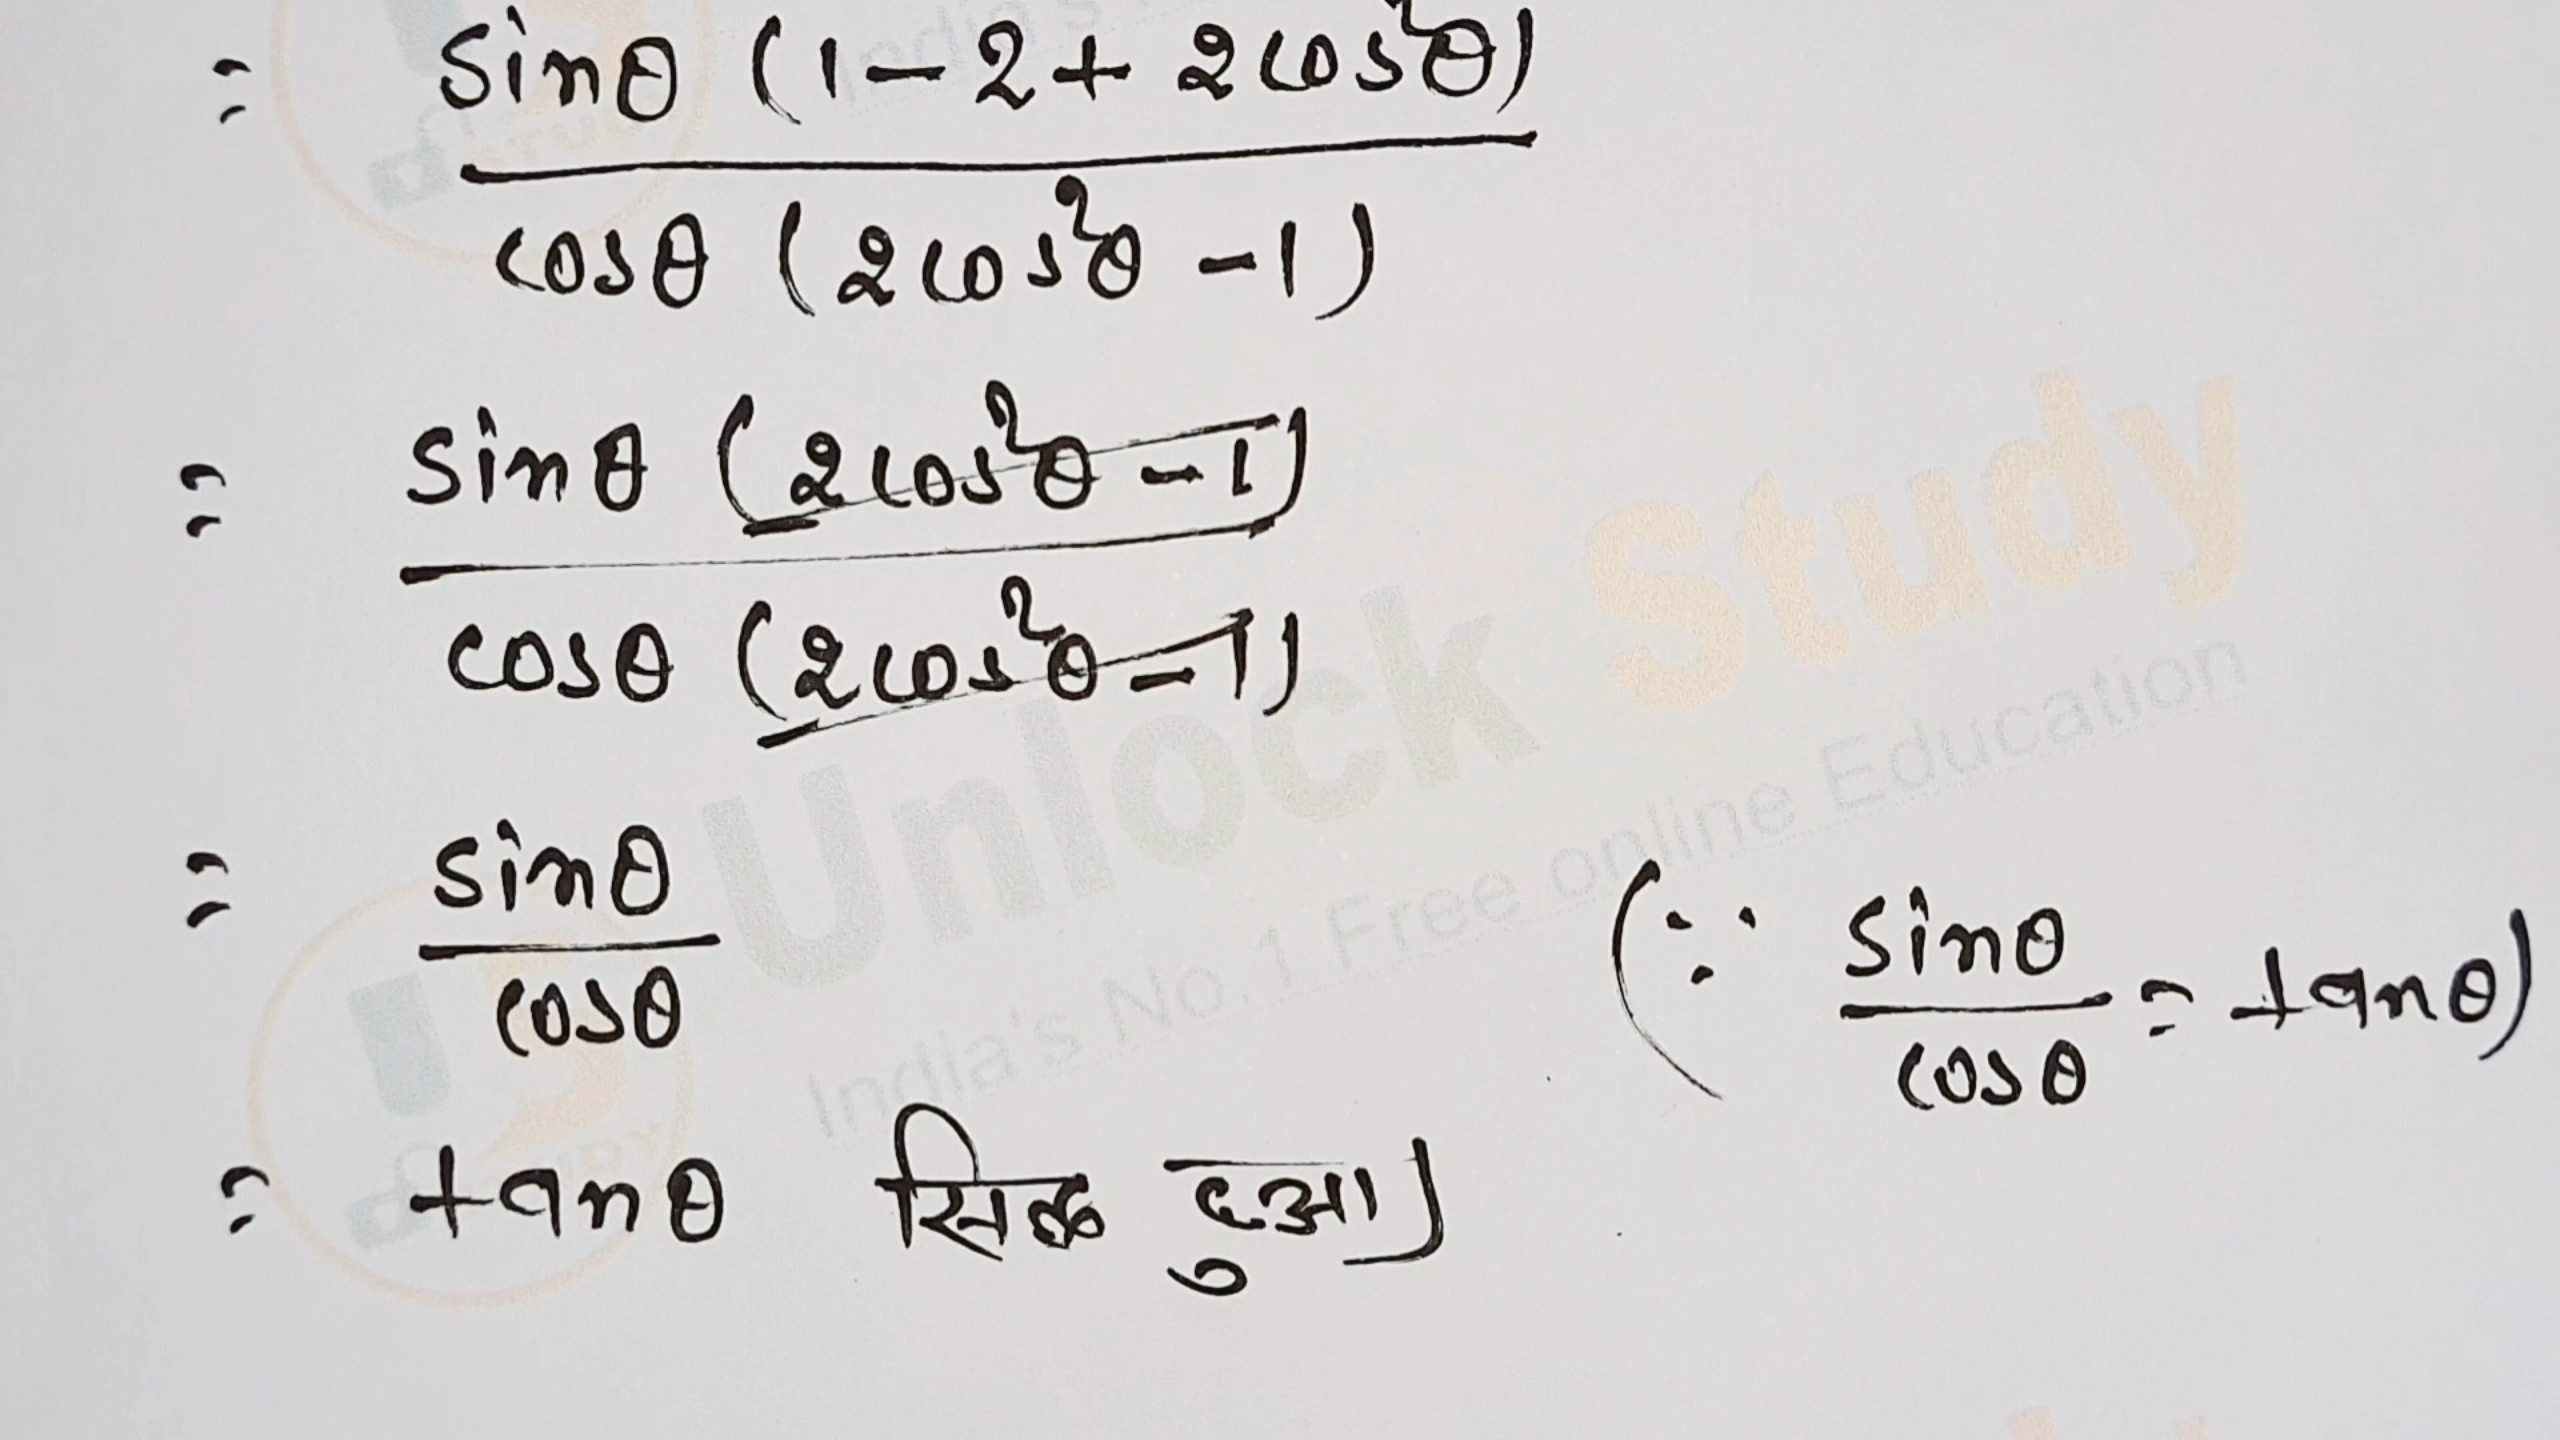 = sinθ (1-2+2cos²θ)
cosθ (2cos²θ-1)
= sinθ (2cos²θ-1)
cosθ (2cos²θ-1)
= sinθ
cosθ
(∵ sinθ
cosθ = tanθ)
= tanθ सिद्ध हुआ।
Unlock Study
India's No.1 Free online Education